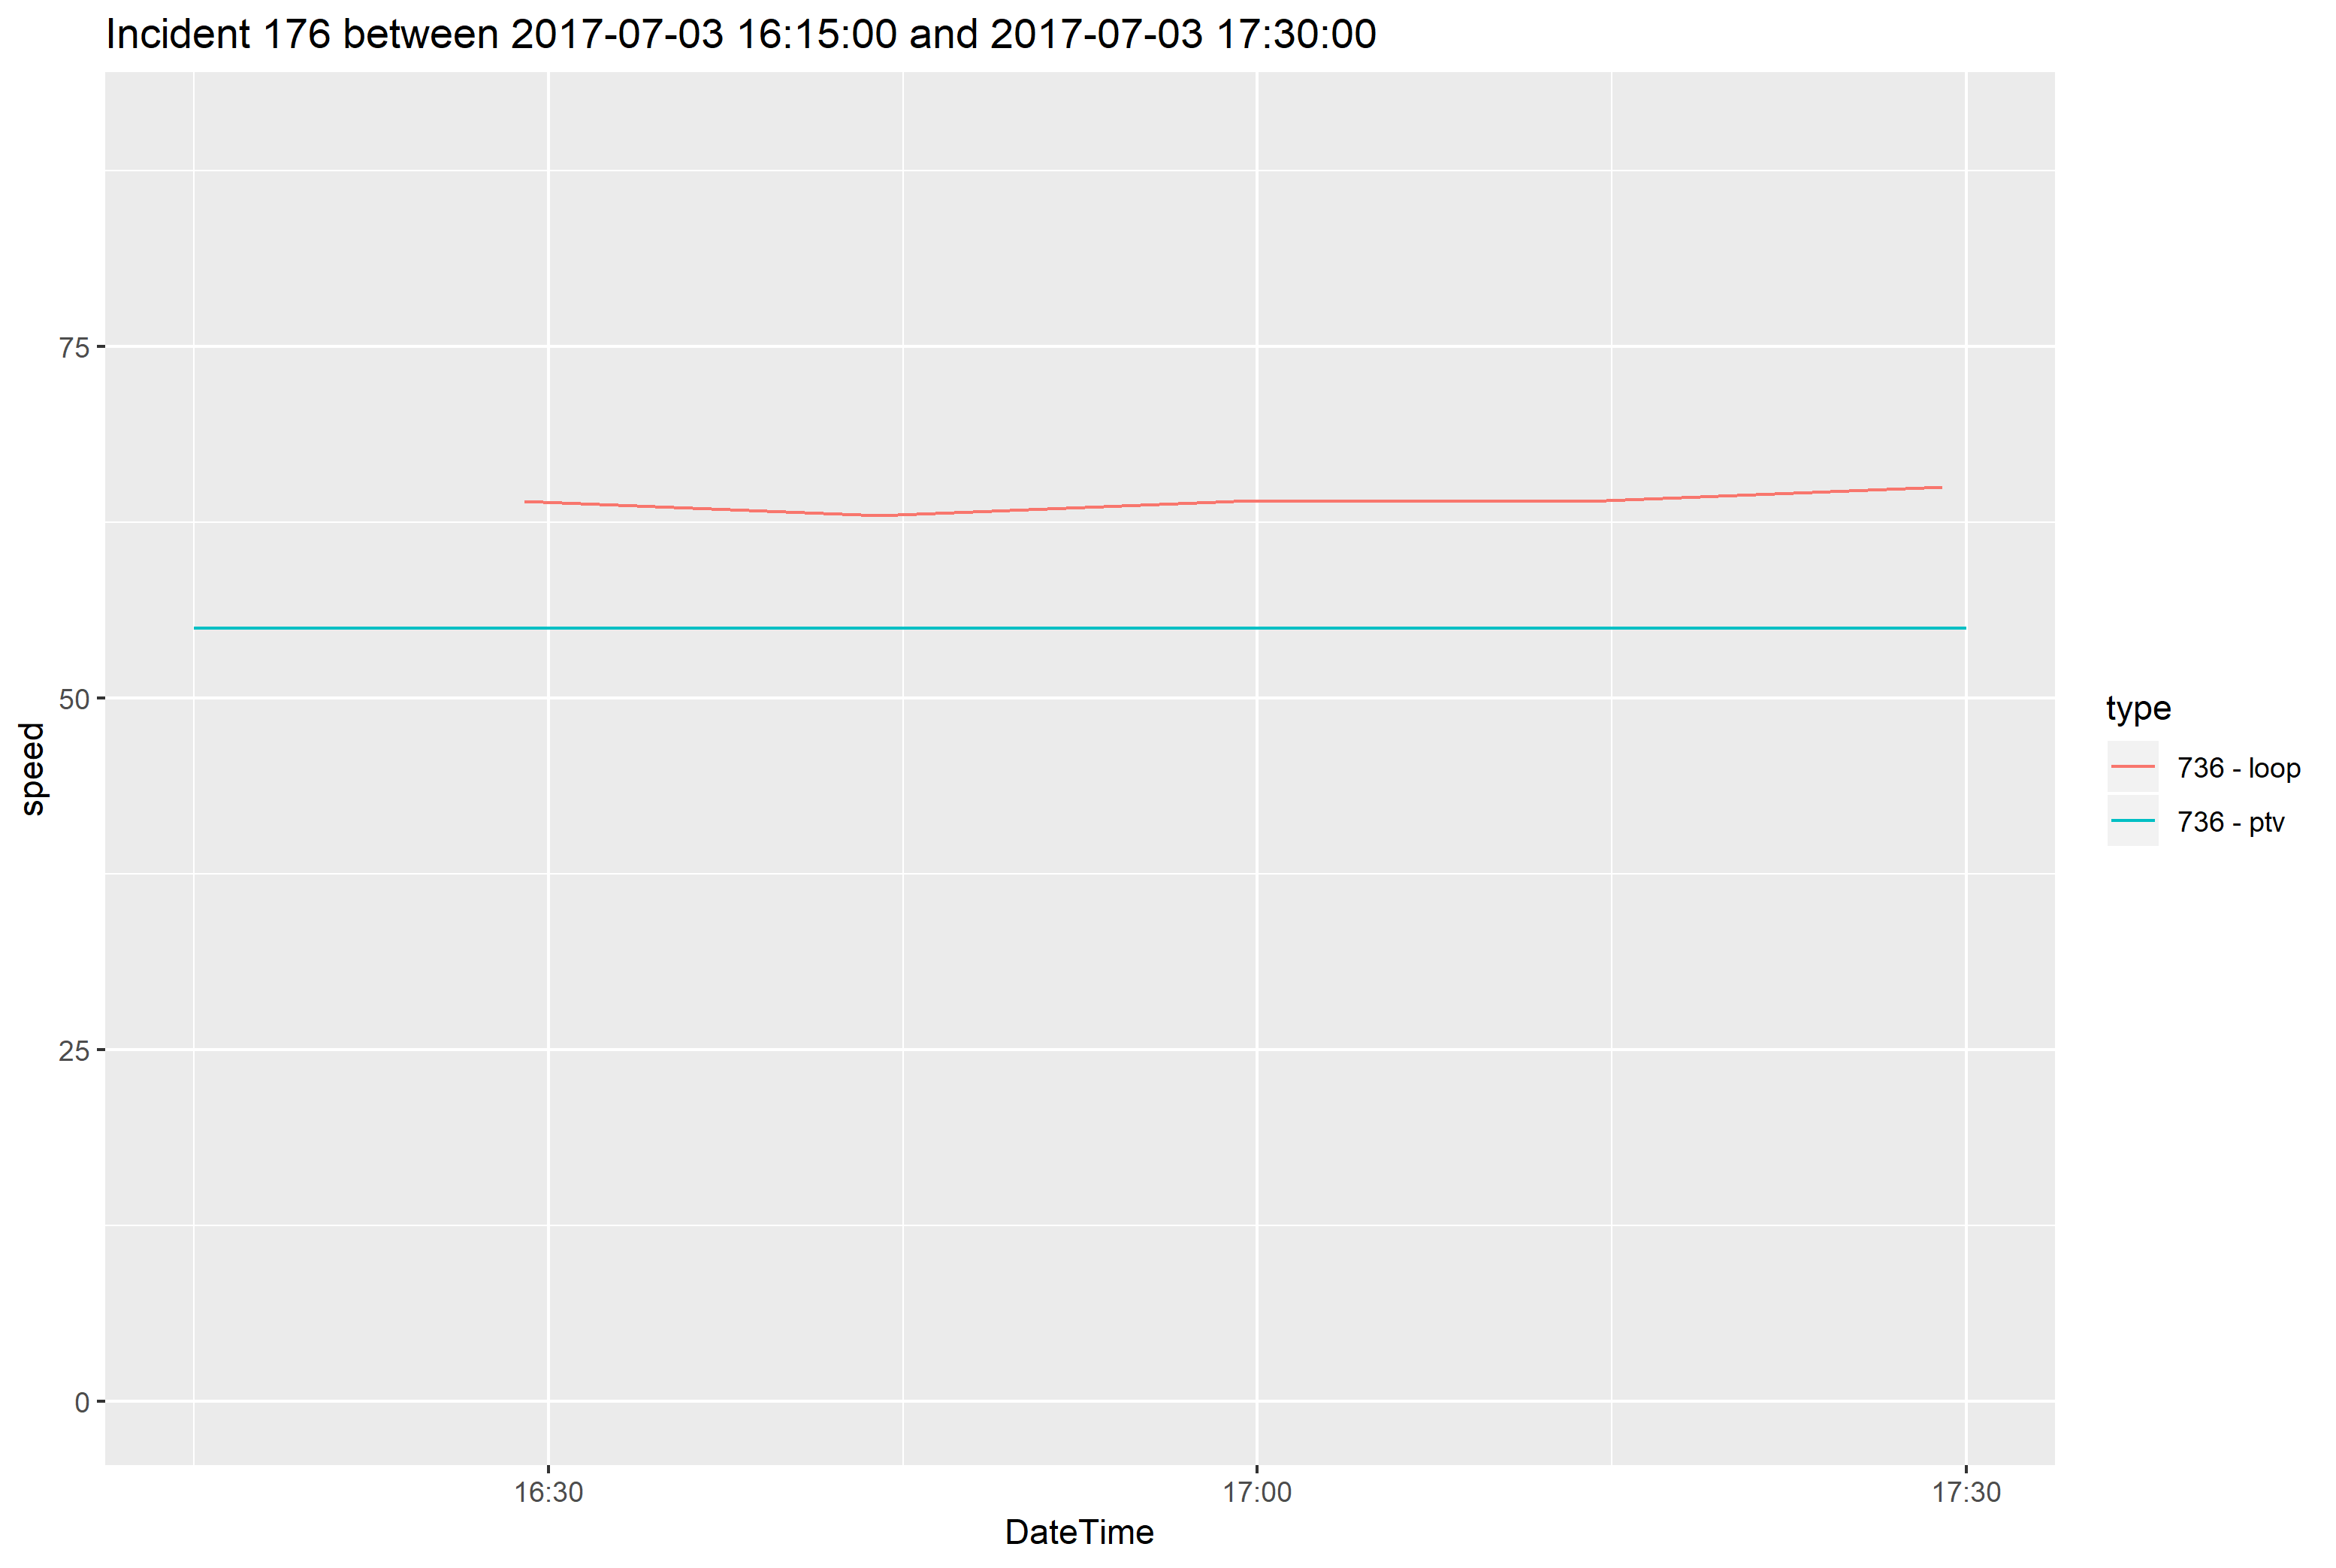 Incident 176 between 2017-07-03 16:15:00 and 2017-07-03 17:30:00
75
50
25
0
speed
16:30
17:00
17:30
DateTime
type
736 - loop
736 - ptv